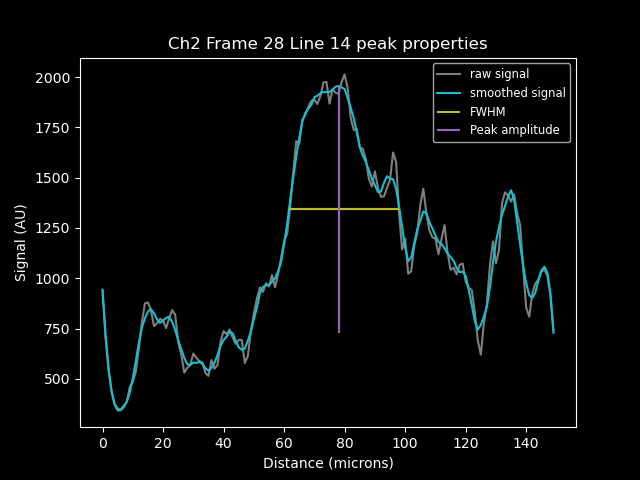 Ch2 Frame 28 Line 14 peak properties
raw signal
smoothed signal
FWHM
Peak amplitude
Signal (AU)
2000
1750
1500
1250
1000
750
500
0 20 40 60 80 100 120 140
Distance (microns)